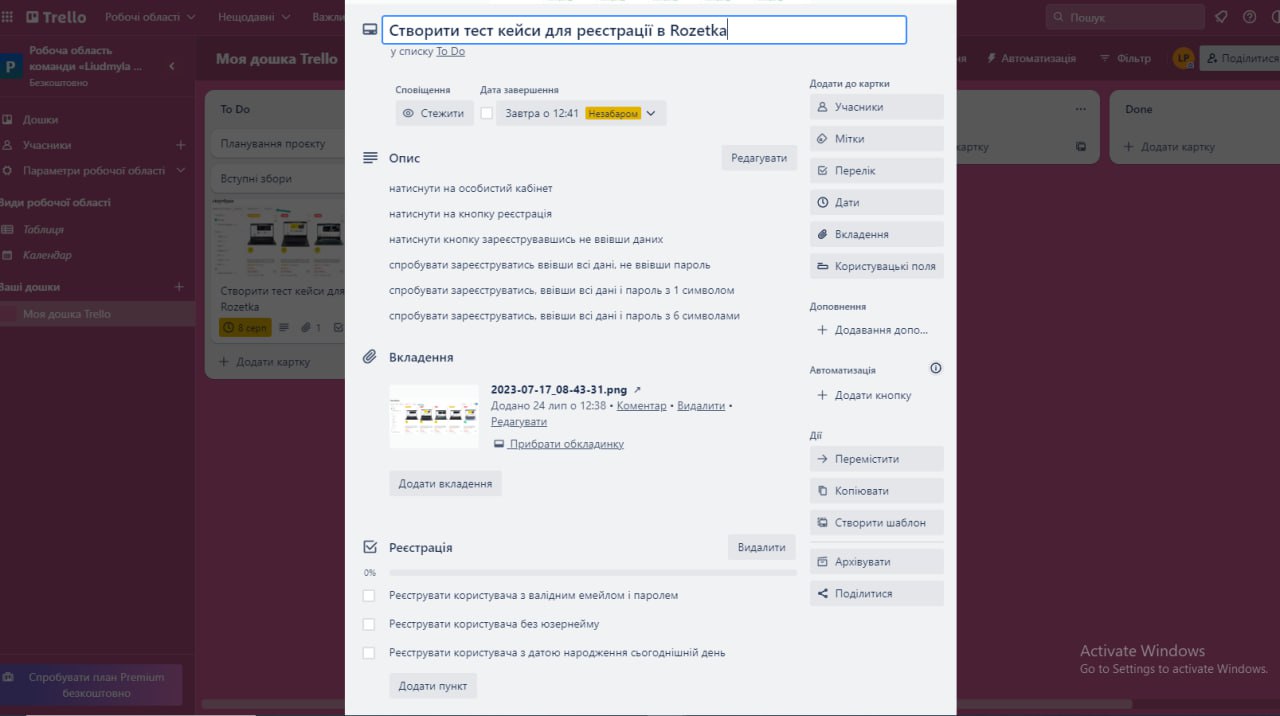 Trello
Робочі області
Нещодавні
Важли
Пошук
Робоча область
команди «Liudmyla ...
Безкоштовно
P
Дошки
Учасники
Параметри робочої області
Види робочої області
Таблиця
Календар
Ваші дошки
Моя дошка Trello
Спробувати план Premium
безкоштовно
Моя дошка Trello
Автоматизація
Фільтр
LP
Поділитися
To Do
Планування проєкту
Вступні збори
Створити тест кейси для
Rozetka
8 серп
1
Додати картку
Створити тест кейси для реєстрації в Rozetka
у списку To Do
Сповіщення
Дата завершення
Стежити
Завтра о 12:41
Незабаром
Опис
Редагувати
натиснути на особистий кабінет
натиснути на кнопку реєстрація
натиснути кнопку зареєструвавшись не ввівши даних
спробувати зареєструватись ввівши всі дані, не ввівши пароль
спробувати зареєструватись, ввівши всі дані і пароль з 1 символом
спробувати зареєструватись, ввівши всі дані і пароль з 6 символами
Вкладення
2023-07-17_08-43-31.png ↗
Додано 24 лип о 12:38 • Коментар • Видалити •
Редагувати
Прибрати обкладинку
Додати вкладення
Реєстрація
Видалити
0%
Реєструвати користувача з валідним емейлом і паролем
Реєструвати користувача без юзернейму
Реєструвати користувача з датою народження сьогоднішній день
Додати пункт
Додати до картки
Учасники
Мітки
Перелік
Дати
Вкладення
Користувацькі поля
Доповнення
Додавання допо...
Автоматизація
Додати кнопку
Дії
Перемістити
Копіювати
Створити шаблон
Архівувати
Поділитися
артку
Done
Додати картку
Activate Windows
Go to Settings to activate Windows.